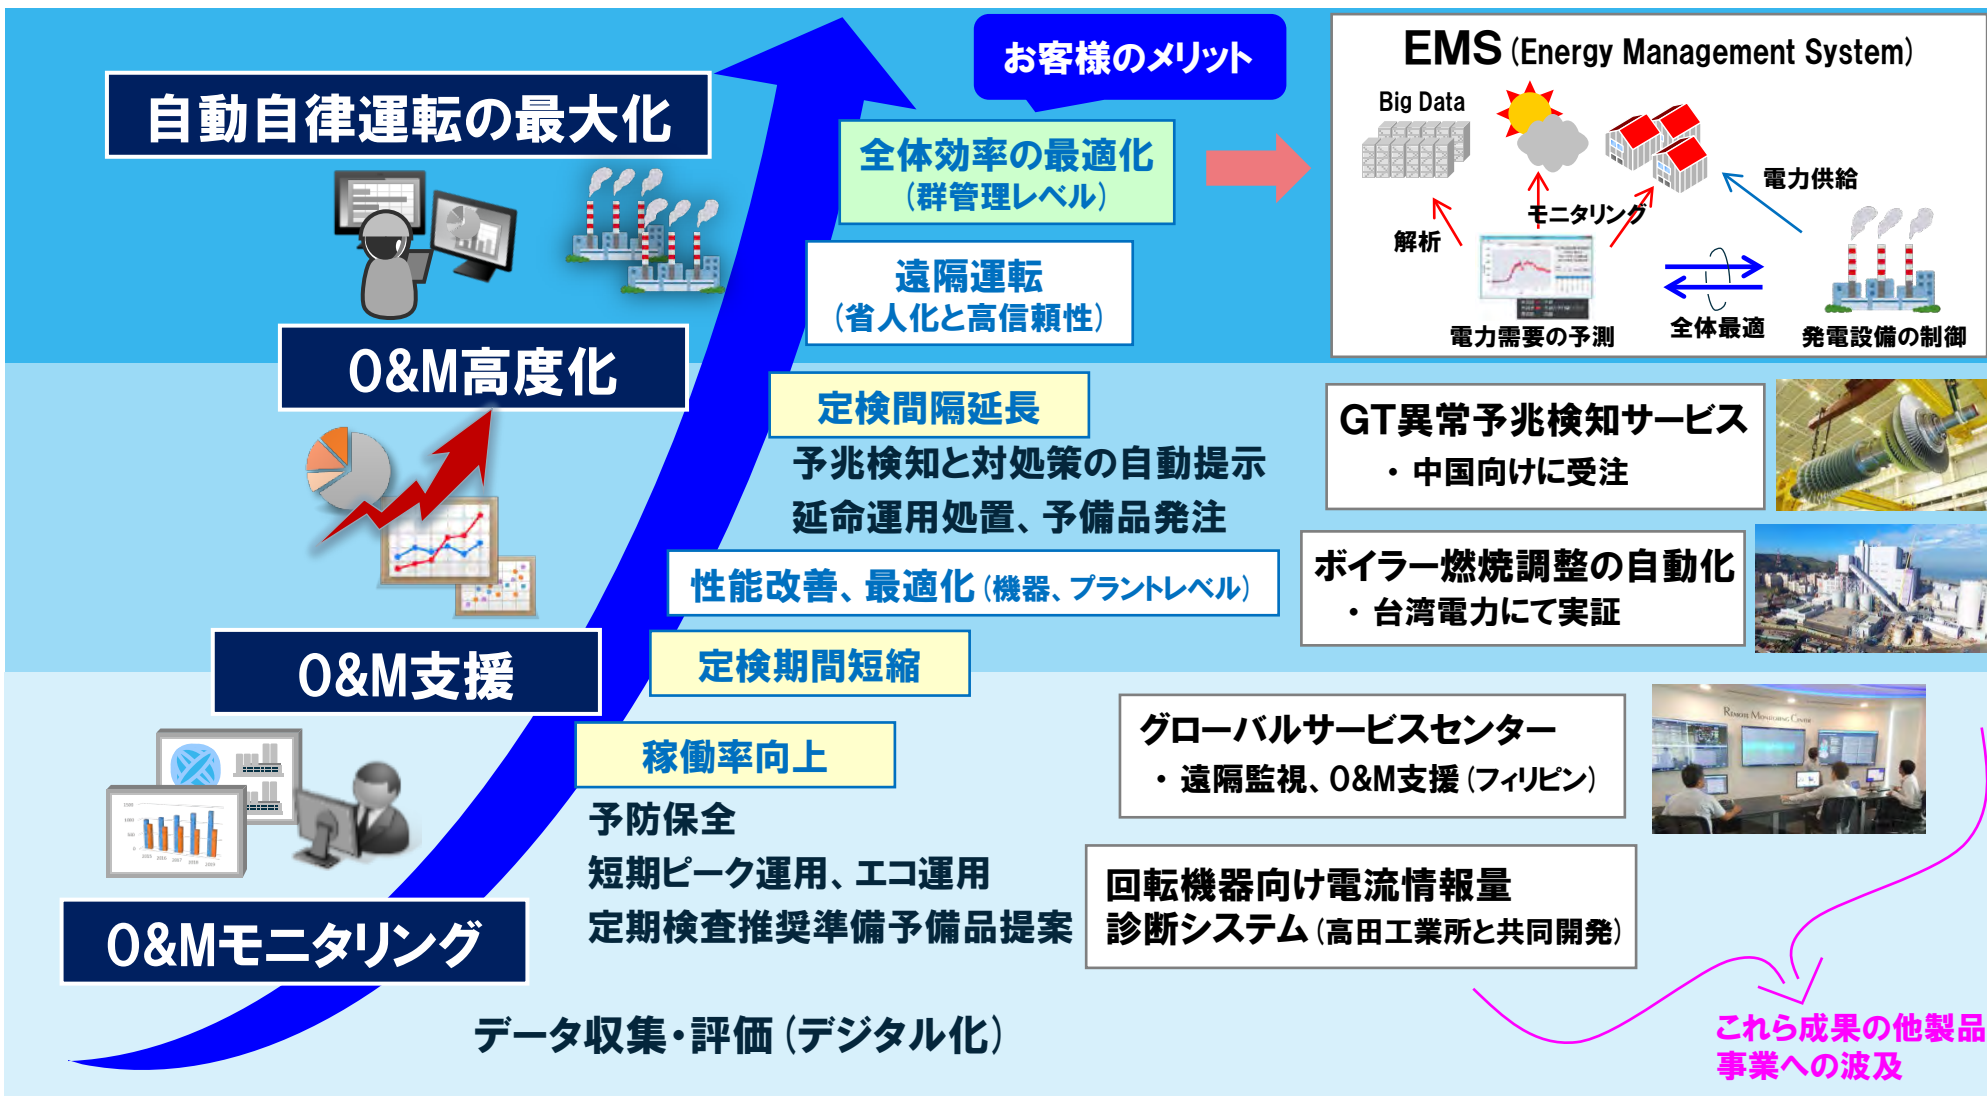 お客様のメリット
自動自律運転の最大化
全体効率の最適化
(群管理レベル)
遠隔運転
(省人化と高信頼性)
EMS (Energy Management System)
Big Data
解析
モニタリング
電力供給
電力需要の予測
全体最適
発電設備の制御
O&M高度化
定検間隔延長
予兆検知と対処策の自動提示
延命運用処置、予備品発注
性能改善、最適化(機器、プラントレベル)
GT異常予兆検知サービス
・ 中国向けに受注
ボイラー燃焼調整の自動化
・ 台湾電力にて実証
O&M支援
定検期間短縮
稼働率向上
予防保全
短期ピーク運用、エコ運用
定期検査推奨準備予備品提案
グローバルサービスセンター
・ 遠隔監視、O&M支援(フィリピン)
REMOTE MONITORING CENTER
回転機器向け電流情報量
診断システム(高田工業所と共同開発)
1500
1000
500
0
2015 2016 2017 2018 2019
O&Mモニタリング
データ収集・評価(デジタル化)
これら成果の他製品
事業への波及